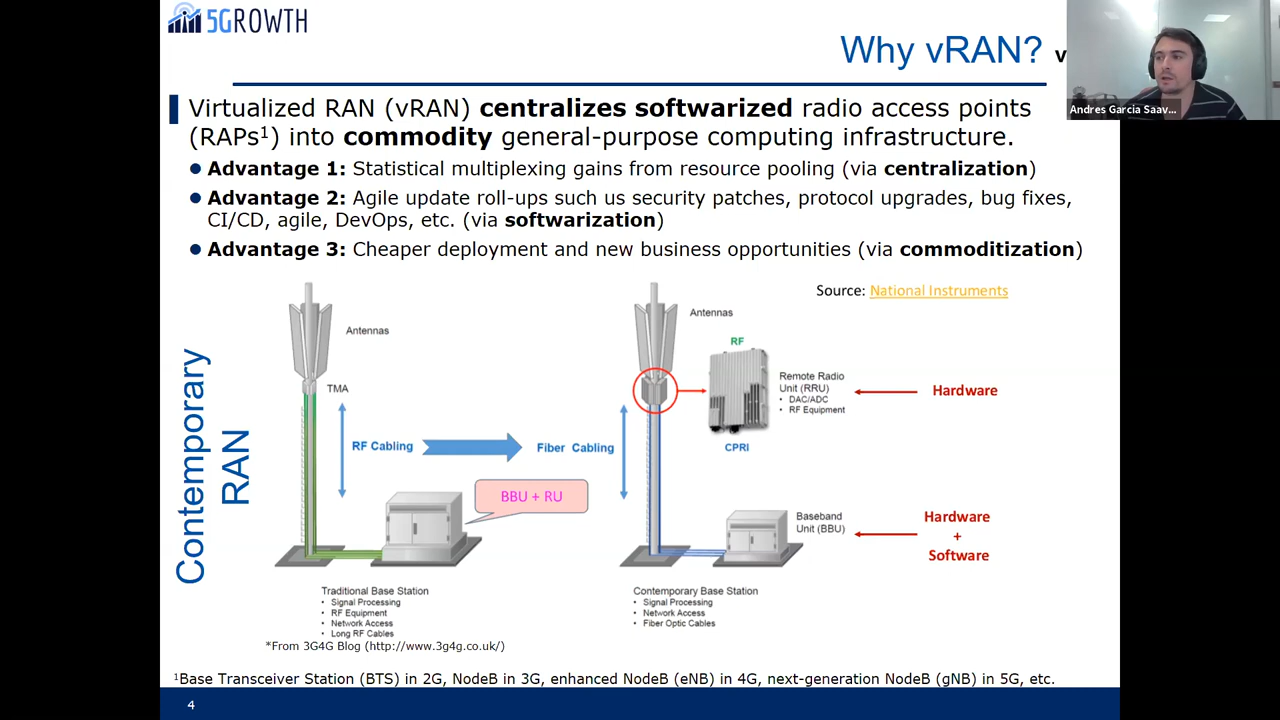 5GROWTH
Why vRAN? v
Andres Garcia Saav...
Virtualized RAN (vRAN) centralizes softwarized radio access points
(RAPs¹) into commodity general-purpose computing infrastructure.
Advantage 1: Statistical multiplexing gains from resource pooling (via centralization)
Advantage 2: Agile update roll-ups such us security patches, protocol upgrades, bug fixes,
CI/CD, agile, DevOps, etc. (via softwarization)
Advantage 3: Cheaper deployment and new business opportunities (via commoditization)
Source: National Instruments
Contemporary
RAN
Antennas
TMA
RF Cabling
BBU + RU
Traditional Base Station
• Signal Processing
• RF Equipment
• Network Access
• Long RF Cables
*From 3G4G Blog (http://www.3g4g.co.uk/)
Antennas
RF
Remote Radio
Unit (RRU)
• DAC/ADC
• RF Equipment
Hardware
CPRI
Fiber Cabling
Baseband
Unit (BBU)
Hardware
+
Software
Contemporary Base Station
• Signal Processing
• Network Access
• Fiber Optic Cables
¹Base Transceiver Station (BTS) in 2G, NodeB in 3G, enhanced NodeB (eNB) in 4G, next-generation NodeB (gNB) in 5G, etc.
4